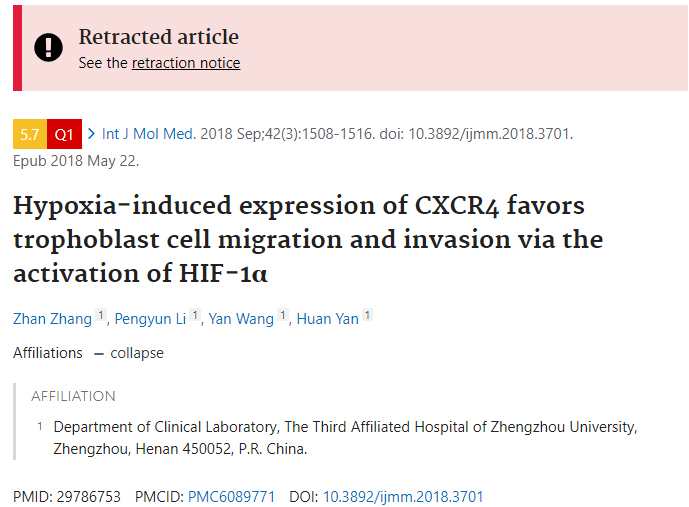 Retracted article
See the retraction notice
5.7 Q1 > Int J Mol Med. 2018 Sep;42(3):1508-1516. doi: 10.3892/ijmm.2018.3701.
Epub 2018 May 22.
Hypoxia-induced expression of CXCR4 favors
trophoblast cell migration and invasion via the
activation of HIF-1α
Zhan Zhang 1, Pengyun Li 1, Yan Wang 1, Huan Yan 1
Affiliations – collapse
AFFILIATION
1 Department of Clinical Laboratory, The Third Affiliated Hospital of Zhengzhou University,
Zhengzhou, Henan 450052, P.R. China.
PMID: 29786753 PMCID: PMC6089771 DOI: 10.3892/ijmm.2018.3701